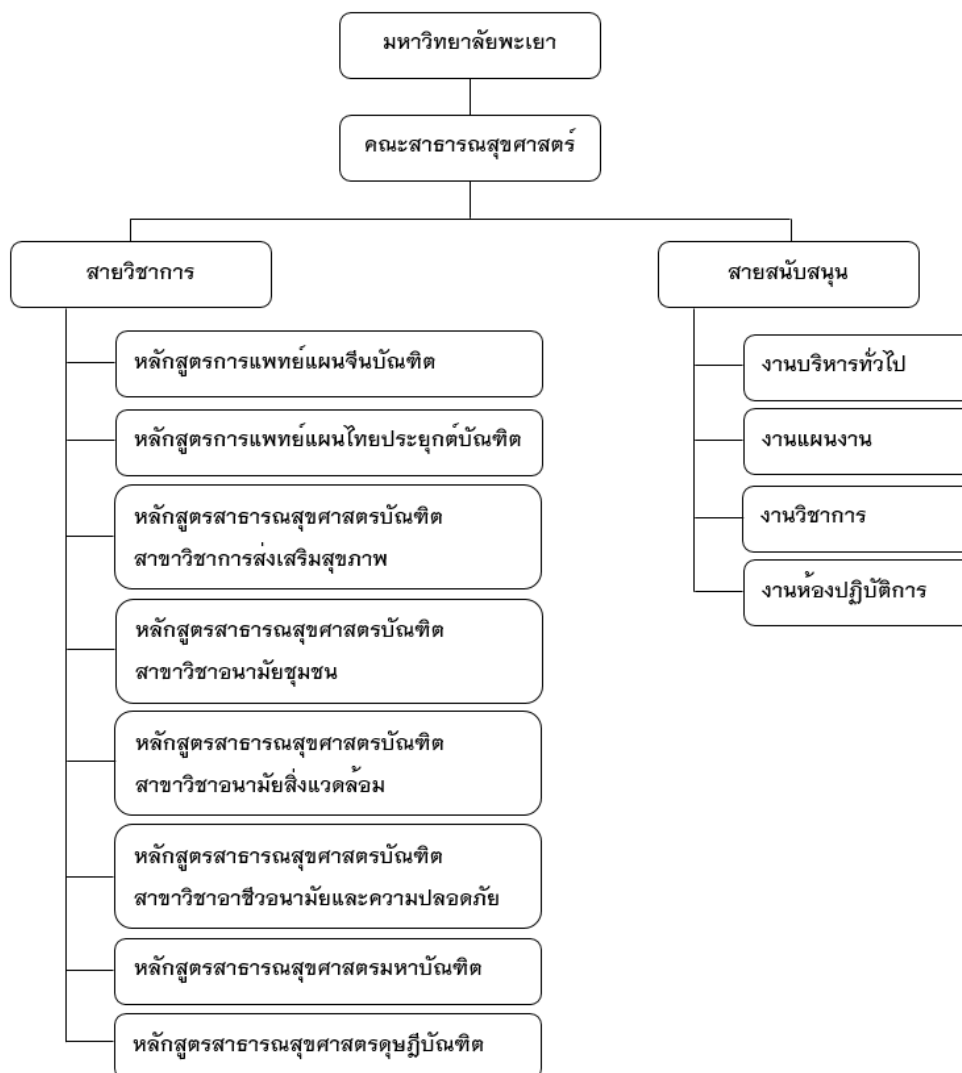 มหาวิทยาลัยพะเยา
คณะสาธารณสุขศาสตร์
สายวิชาการ
หลักสูตรการแพทย์แผนจีนบัณฑิต
หลักสูตรการแพทย์แผนไทยประยุกต์บัณฑิต
หลักสูตรสาธารณสุขศาสตรบัณฑิต
สาขาวิชาการส่งเสริมสุขภาพ
หลักสูตรสาธารณสุขศาสตรบัณฑิต
สาขาวิชาอนามัยชุมชน
หลักสูตรสาธารณสุขศาสตรบัณฑิต
สาขาวิชาอนามัยสิ่งแวดล้อม
หลักสูตรสาธารณสุขศาสตรบัณฑิต
สาขาวิชาอาชีวอนามัยและความปลอดภัย
หลักสูตรสาธารณสุขศาสตรมหาบัณฑิต
หลักสูตรสาธารณสุขศาสตรดุษฎีบัณฑิต
สายสนับสนุน
งานบริหารทั่วไป
งานแผนงาน
งานวิชาการ
งานห้องปฏิบัติการ